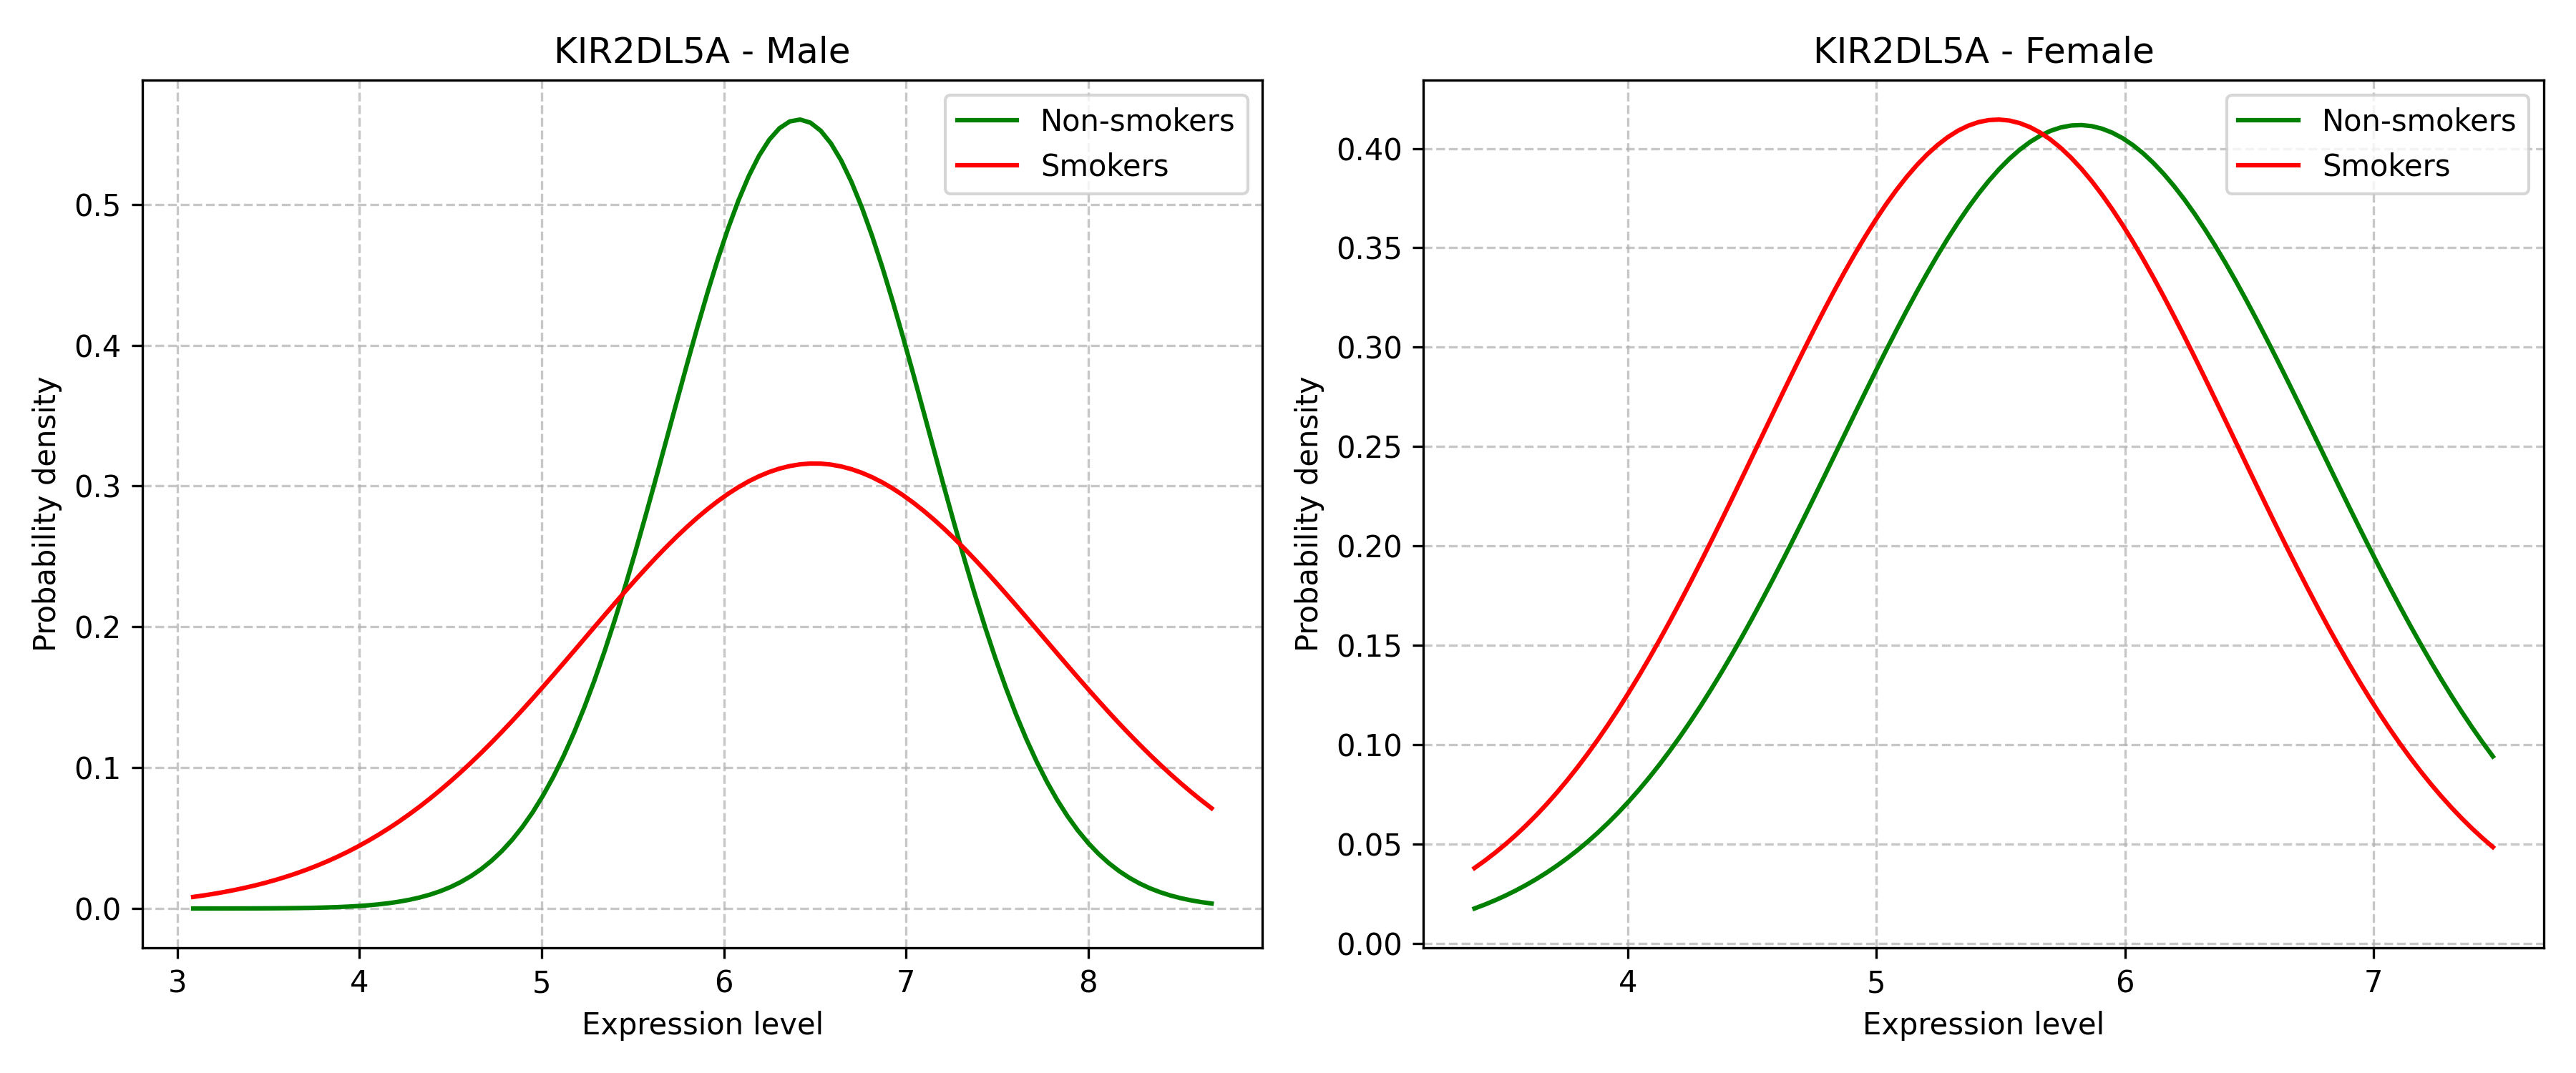 KIR2DL5A - Male
Non-smokers
Smokers
Probability density
0.5
0.4
0.3
0.2
0.1
0.0
3 4 5 6 7 8
Expression level
KIR2DL5A - Female
Non-smokers
Smokers
Probability density
0.40
0.35
0.30
0.25
0.20
0.15
0.10
0.05
0.00
4 5 6 7
Expression level